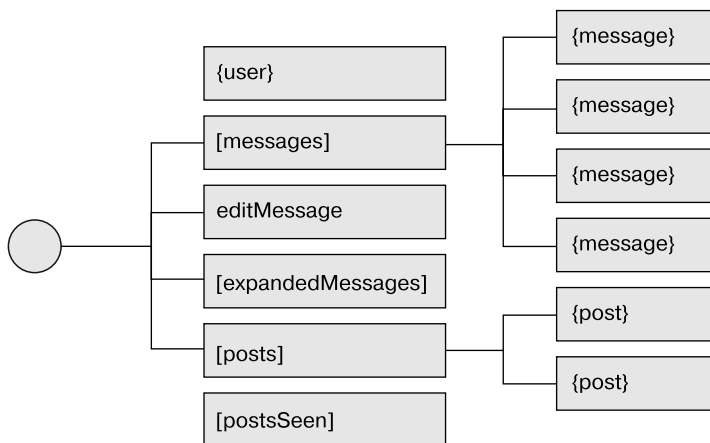 {user}
[messages]
editMessage
[expandedMessages]
[posts]
[postsSeen]
{message}
{message}
{message}
{message}
{post}
{post}